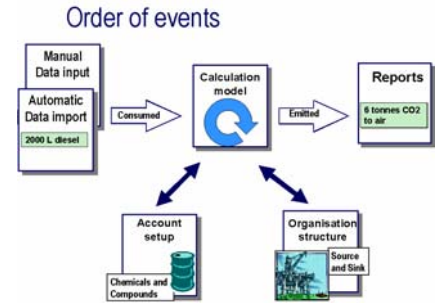 Order of events
Manual
Data input
Automatic
Data import
2000 L diesel
Consumed
Calculation
model
Emitted
Reports
6 tonnes CO2
to air
Account
setup
Chemicals and
Compounds
Organisation
structure
Source
and Sink